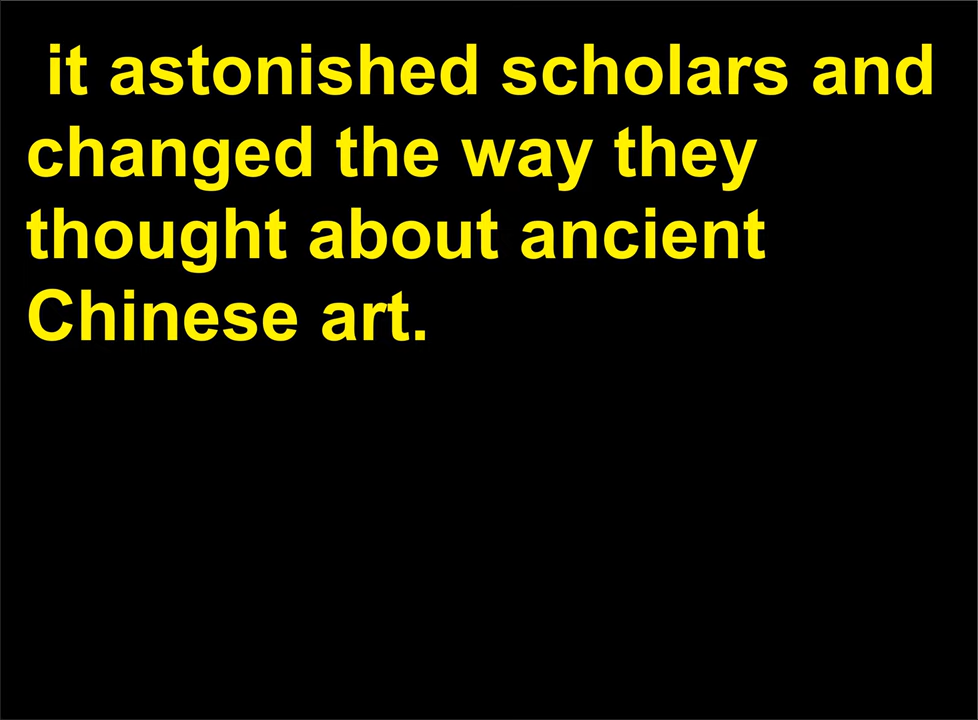 it astonished scholars and
changed the way they
thought about ancient
Chinese art.